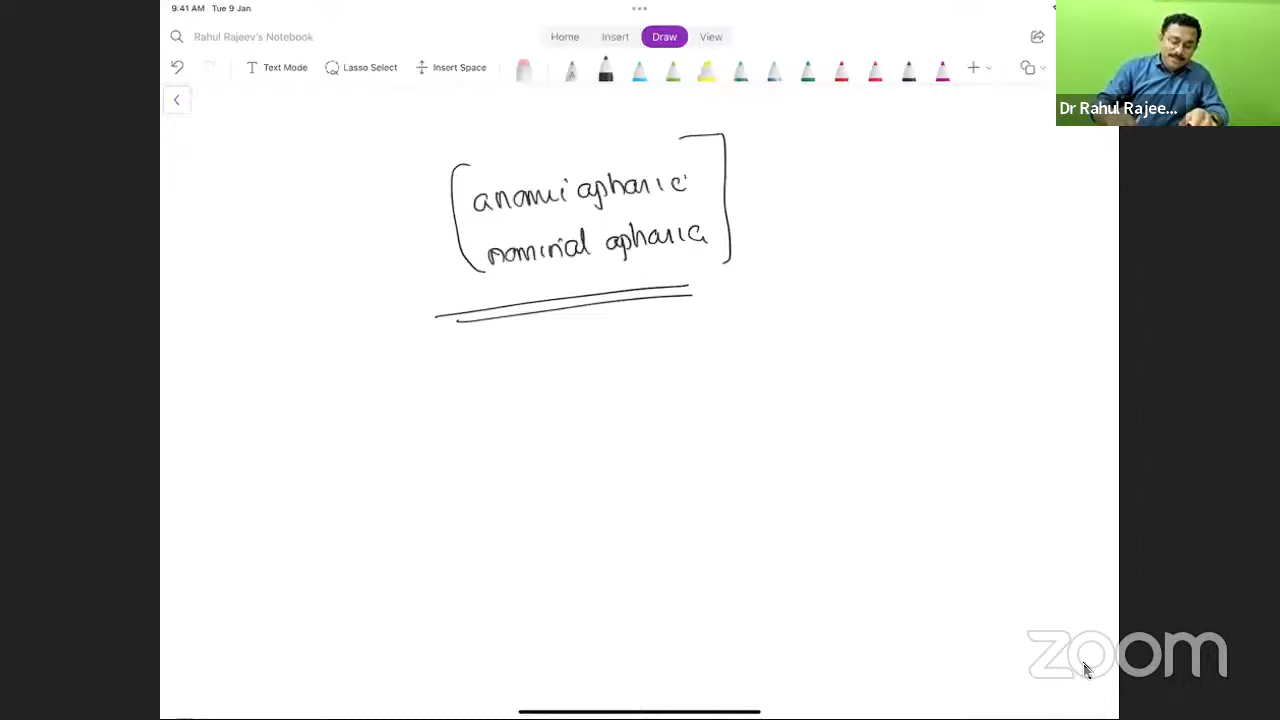 9:41 AM Tue 9 Jan
Rahul Rajeev's Notebook
Home Insert Draw View
Text Mode Lasso Select Insert Space
Dr Rahul Rajee...
anomic aphasia
nominal aphasia
zoom